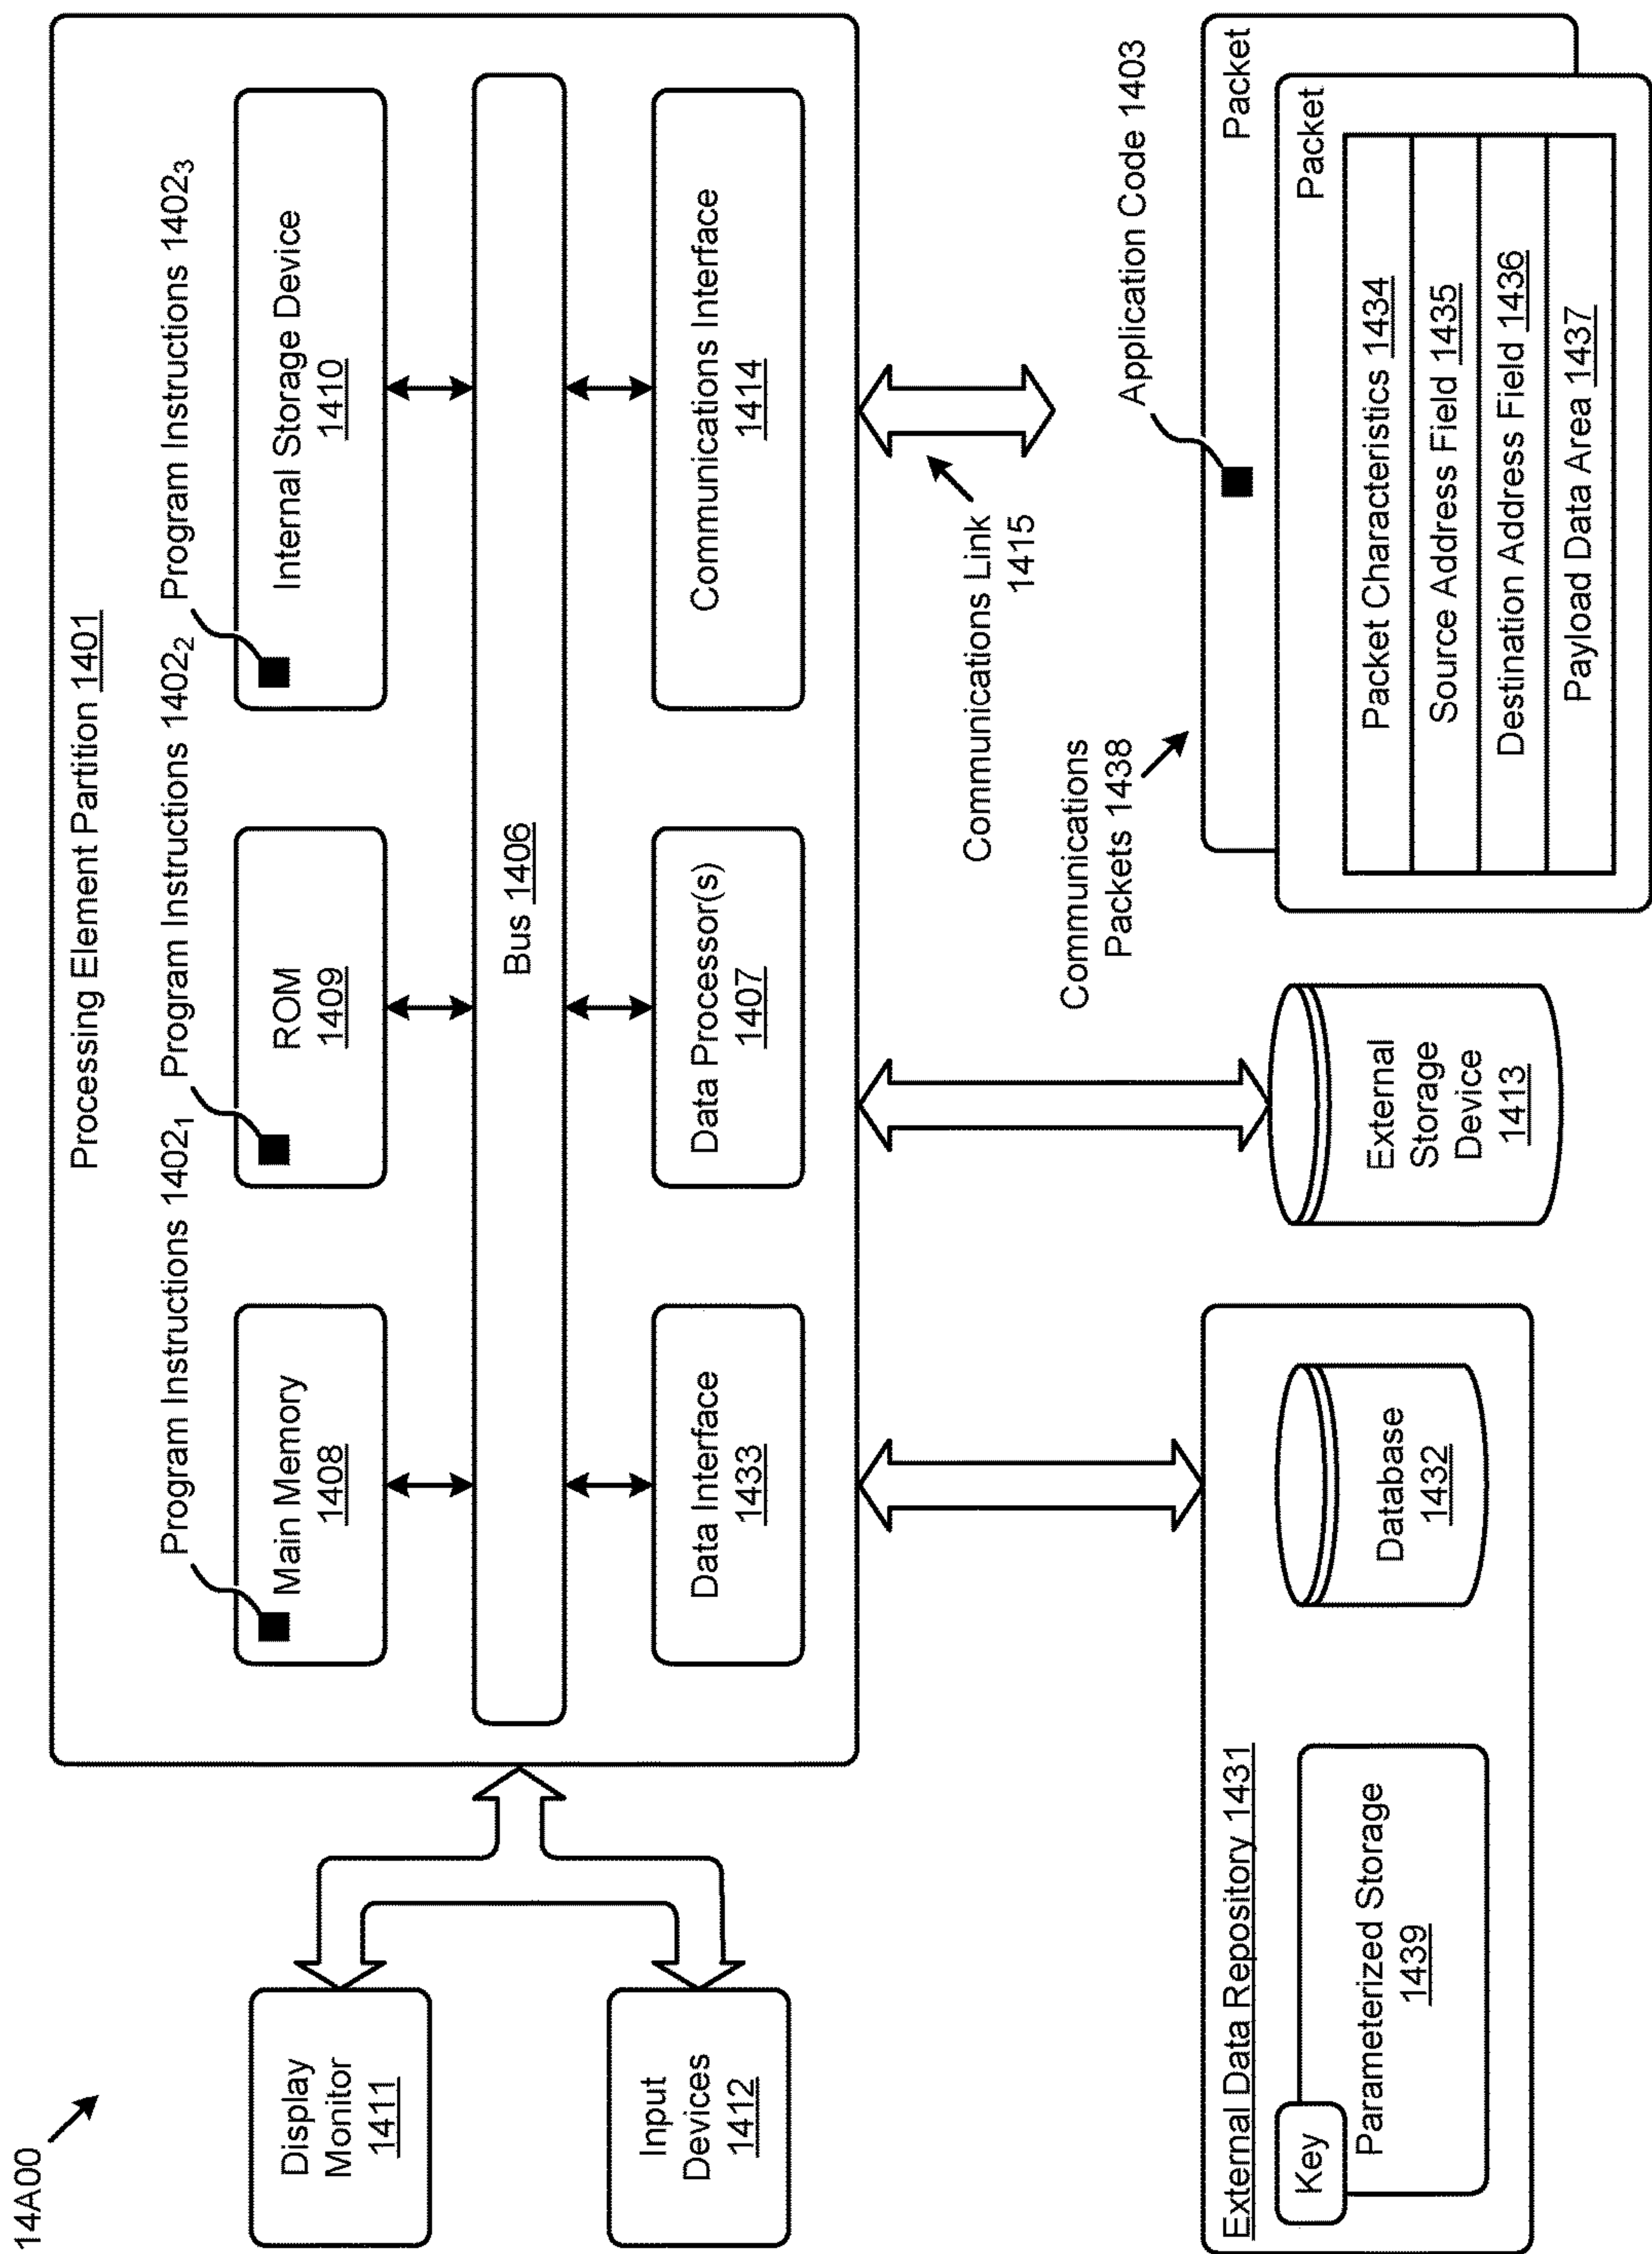 14A00
Processing Element Partition 1401
Program Instructions 1402₁
Program Instructions 1402₂
Program Instructions 1402₃
Main Memory
1408
ROM
1409
Internal Storage Device
1410
Bus 1406
Data Interface
1433
Data Processor(s)
1407
Communications Interface
1414
Display
Monitor
1411
Input
Devices
1412
Communications Link
1415
External Data Repository 1431
Key
Parameterized Storage
1439
Database
1432
External
Storage
Device
1413
Communications
Packets 1438
Application Code 1403
Packet
Packet
Packet Characteristics 1434
Source Address Field 1435
Destination Address Field 1436
Payload Data Area 1437